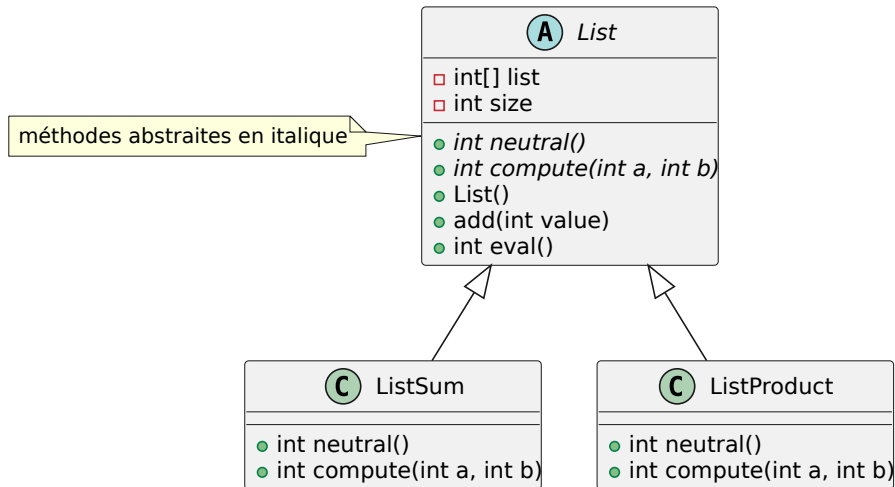 A List
int[] list
int size
méthodes abstraites en italique
int neutral()
int compute(int a, int b)
List()
add(int value)
int eval()
C ListSum
int neutral()
int compute(int a, int b)
C ListProduct
int neutral()
int compute(int a, int b)